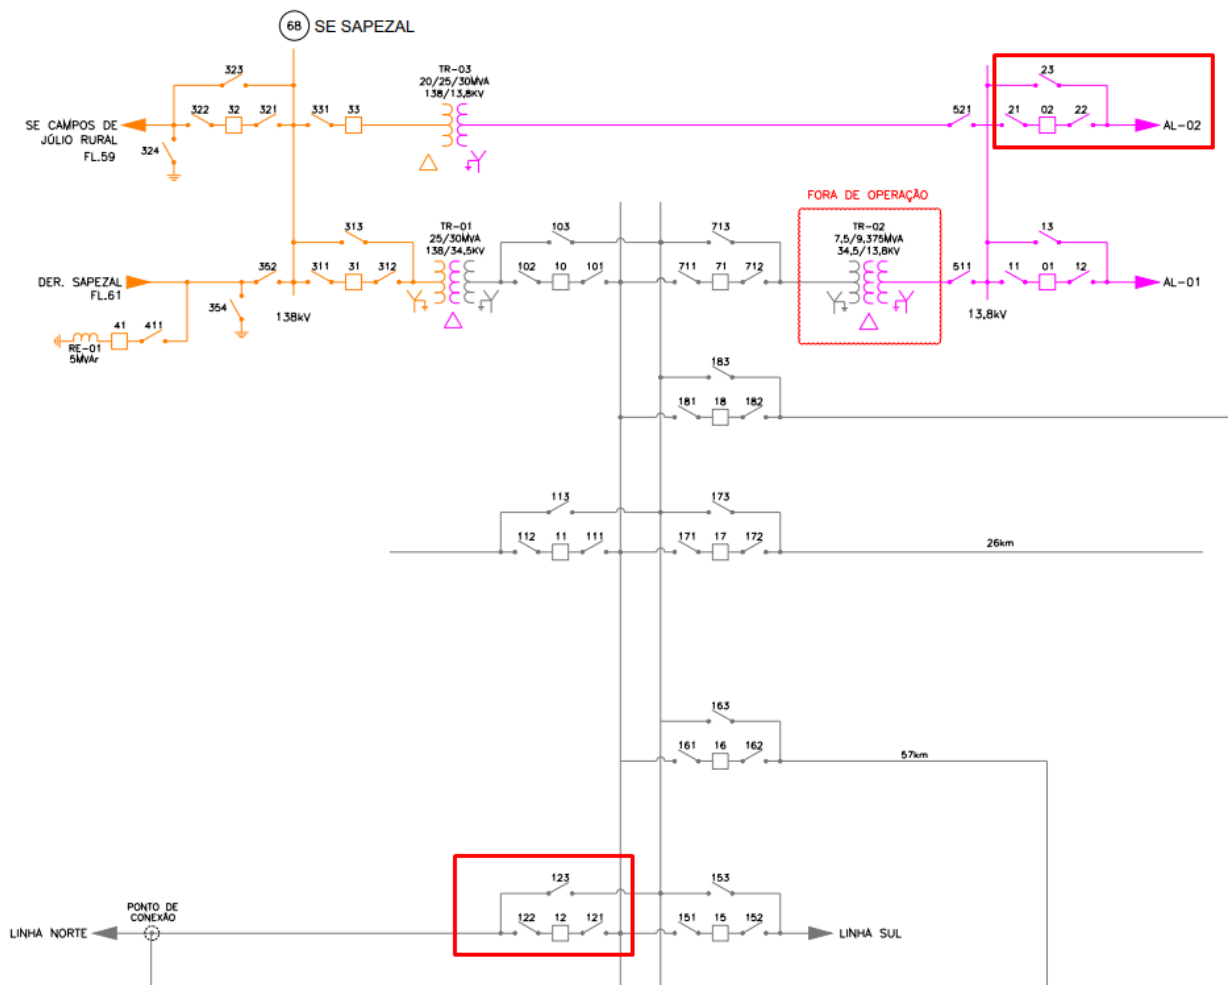 68 SE SAPEZAL
323
322 32 321
331 33
TR-03
20/25/30MVA
138/13,8KV
SE CAMPOS DE
JÚLIO RURAL
FL.59
324
521
23
21 02 22
AL-02
FORA DE OPERAÇÃO
313
352 311 31 312
TR-01
25/30MVA
138/34,5KV
103
102 10 101
713
711 71 712
TR-02
7,5/9,375MVA
34,5/13,8KV
511
13
11 01 12
AL-01
DER. SAPEZAL
FL.61
354
138kV
13,8kV
41 411
RE-01
5MVAr
183
181 18 182
113
112 11 111
173
171 17 172
26km
163
161 16 162
57km
123
122 12 121
153
151 15 152
PONTO DE
CONEXÃO
LINHA NORTE
LINHA SUL